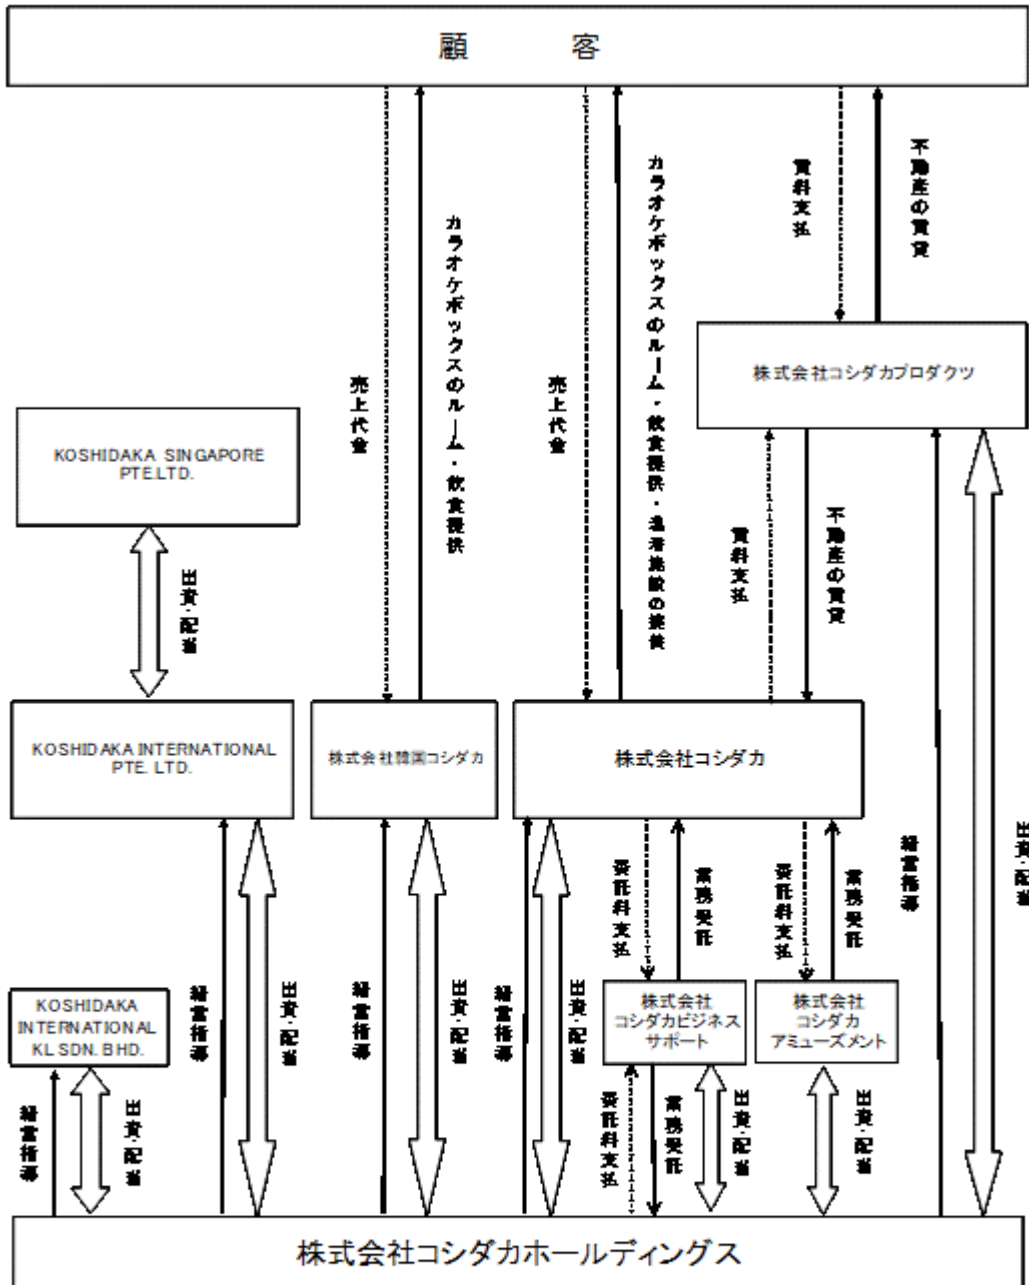 顧 客
売上代金
カラオケボックスのルーム・飲食提供
売上代金
カラオケボックスのルーム・飲食提供・温浴施設の提供
賃料支払
不動産の賃貸
株式会社コシダカプロダクツ
KOSHIDAKA SINGAPORE
PTE.LTD.
出資・配当
賃料支払
不動産の賃貸
KOSHIDAKA INTERNATIONAL
PTE. LTD.
株式会社韓国コシダカ
株式会社コシダカ
経営指導
出資・配当
経営指導
出資・配当
経営指導
出資・配当
委託料支払
業務受託
委託料支払
業務受託
経営指導
出資・配当
KOSHIDAKA
INTERNATIONAL
KL SDN. BHD.
株式会社
コシダカビジネス
サポート
株式会社
コシダカ
アミューズメント
経営指導
出資・配当
委託料支払
業務受託
出資・配当
出資・配当
株式会社コシダカホールディングス